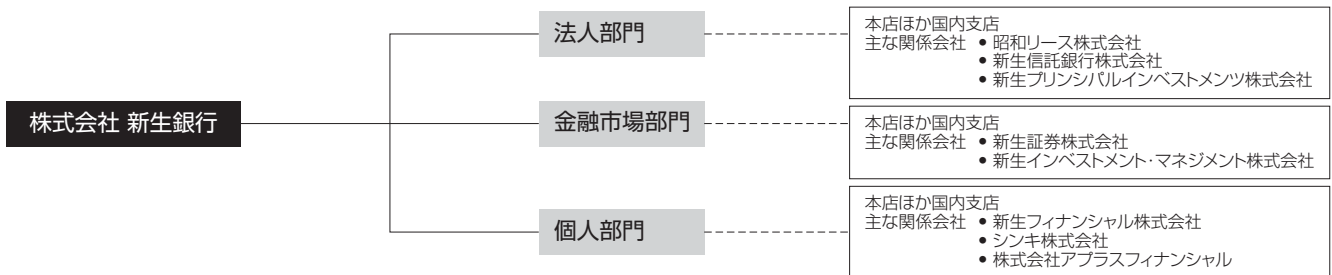 株式会社 新生銀行
法人部門
本店ほか国内支店
主な関係会社 • 昭和リース株式会社
• 新生信託銀行株式会社
• 新生プリンシパルインベストメンツ株式会社
金融市場部門
本店ほか国内支店
主な関係会社 • 新生証券株式会社
• 新生インベストメント・マネジメント株式会社
個人部門
本店ほか国内支店
主な関係会社 • 新生フィナンシャル株式会社
• シンキ株式会社
• 株式会社アプラスフィナンシャル